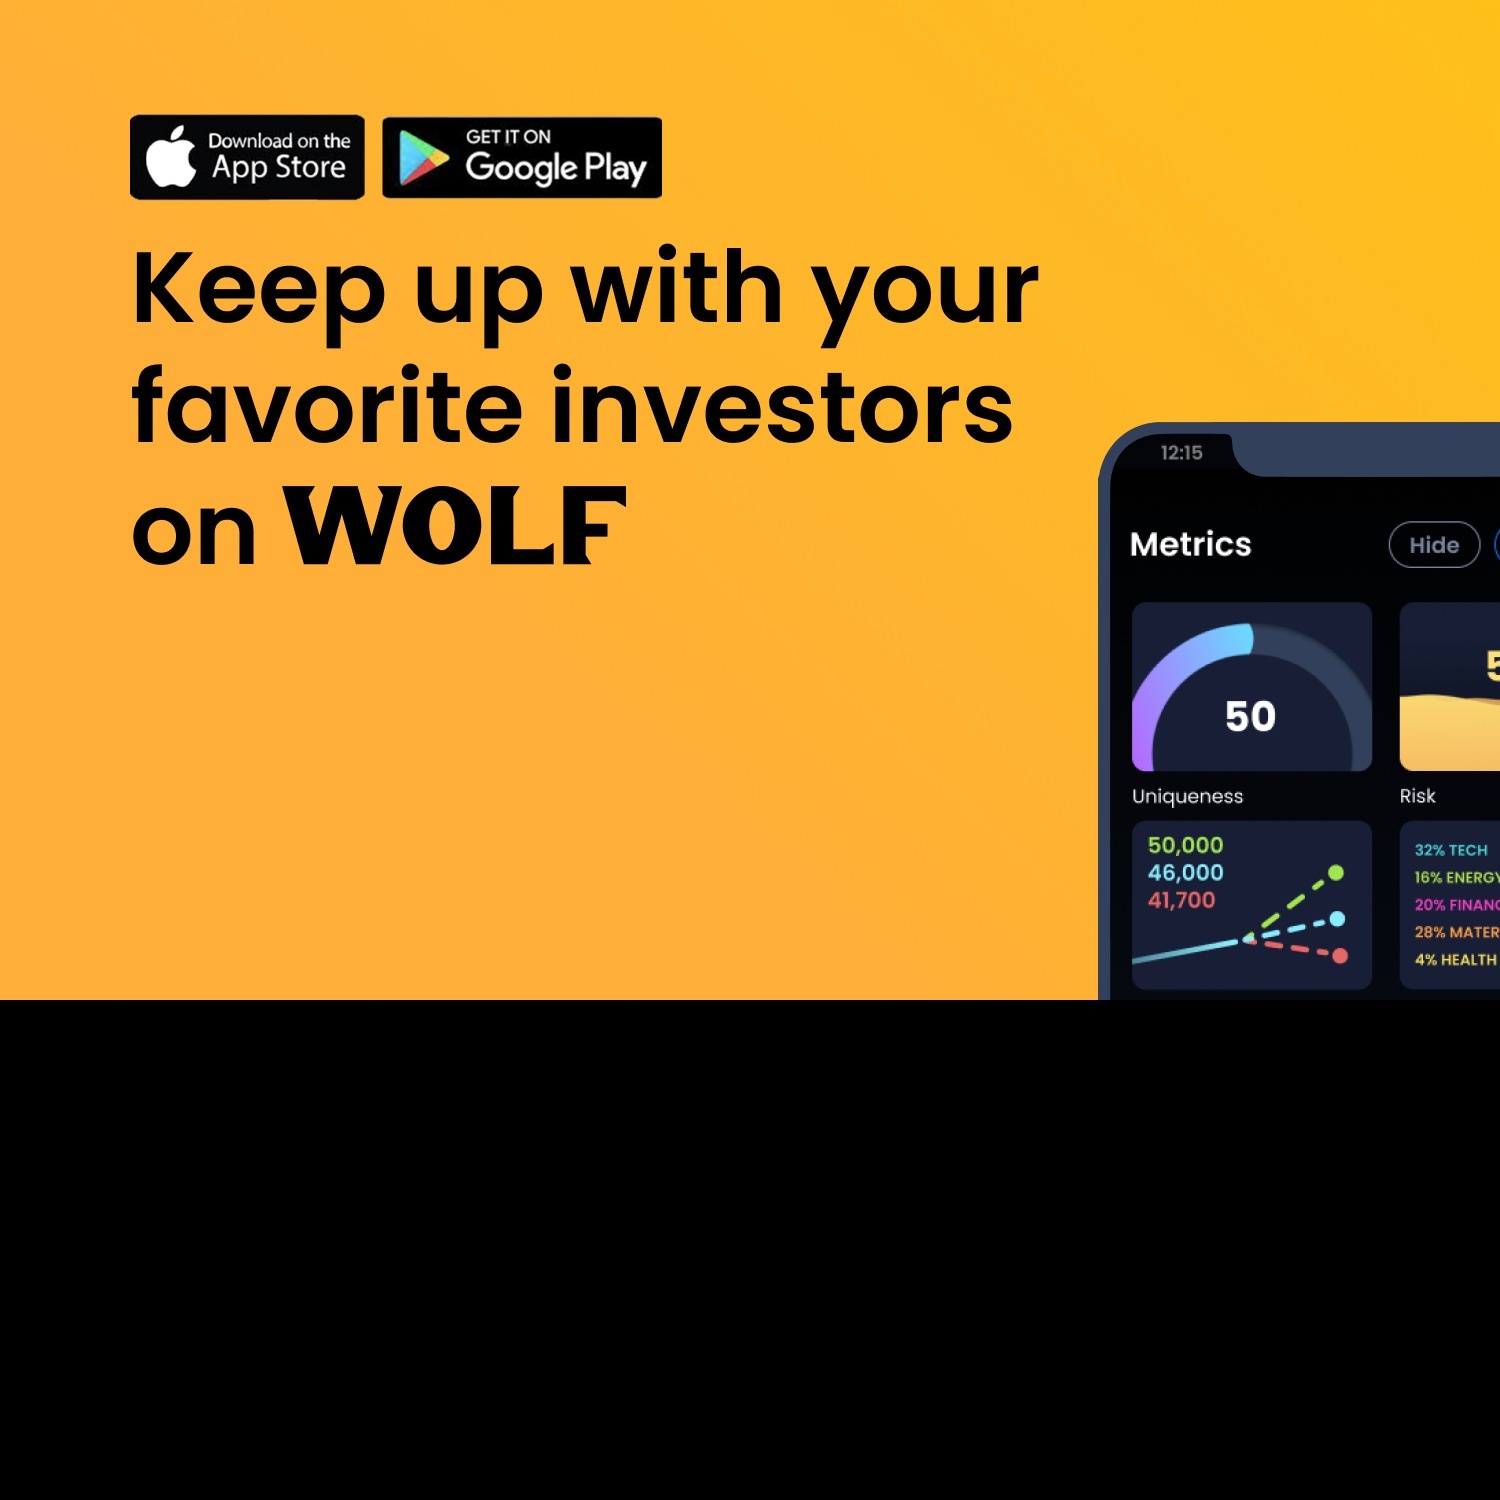 Download on the
App Store
GET IT ON
Google Play
Keep up with your
favorite investors
on WOLF
12:15
Metrics
Hide
50
Uniqueness
Risk
50,000
46,000
41,700
32% TECH
16% ENERGY
20%
28%
4% HEALTH